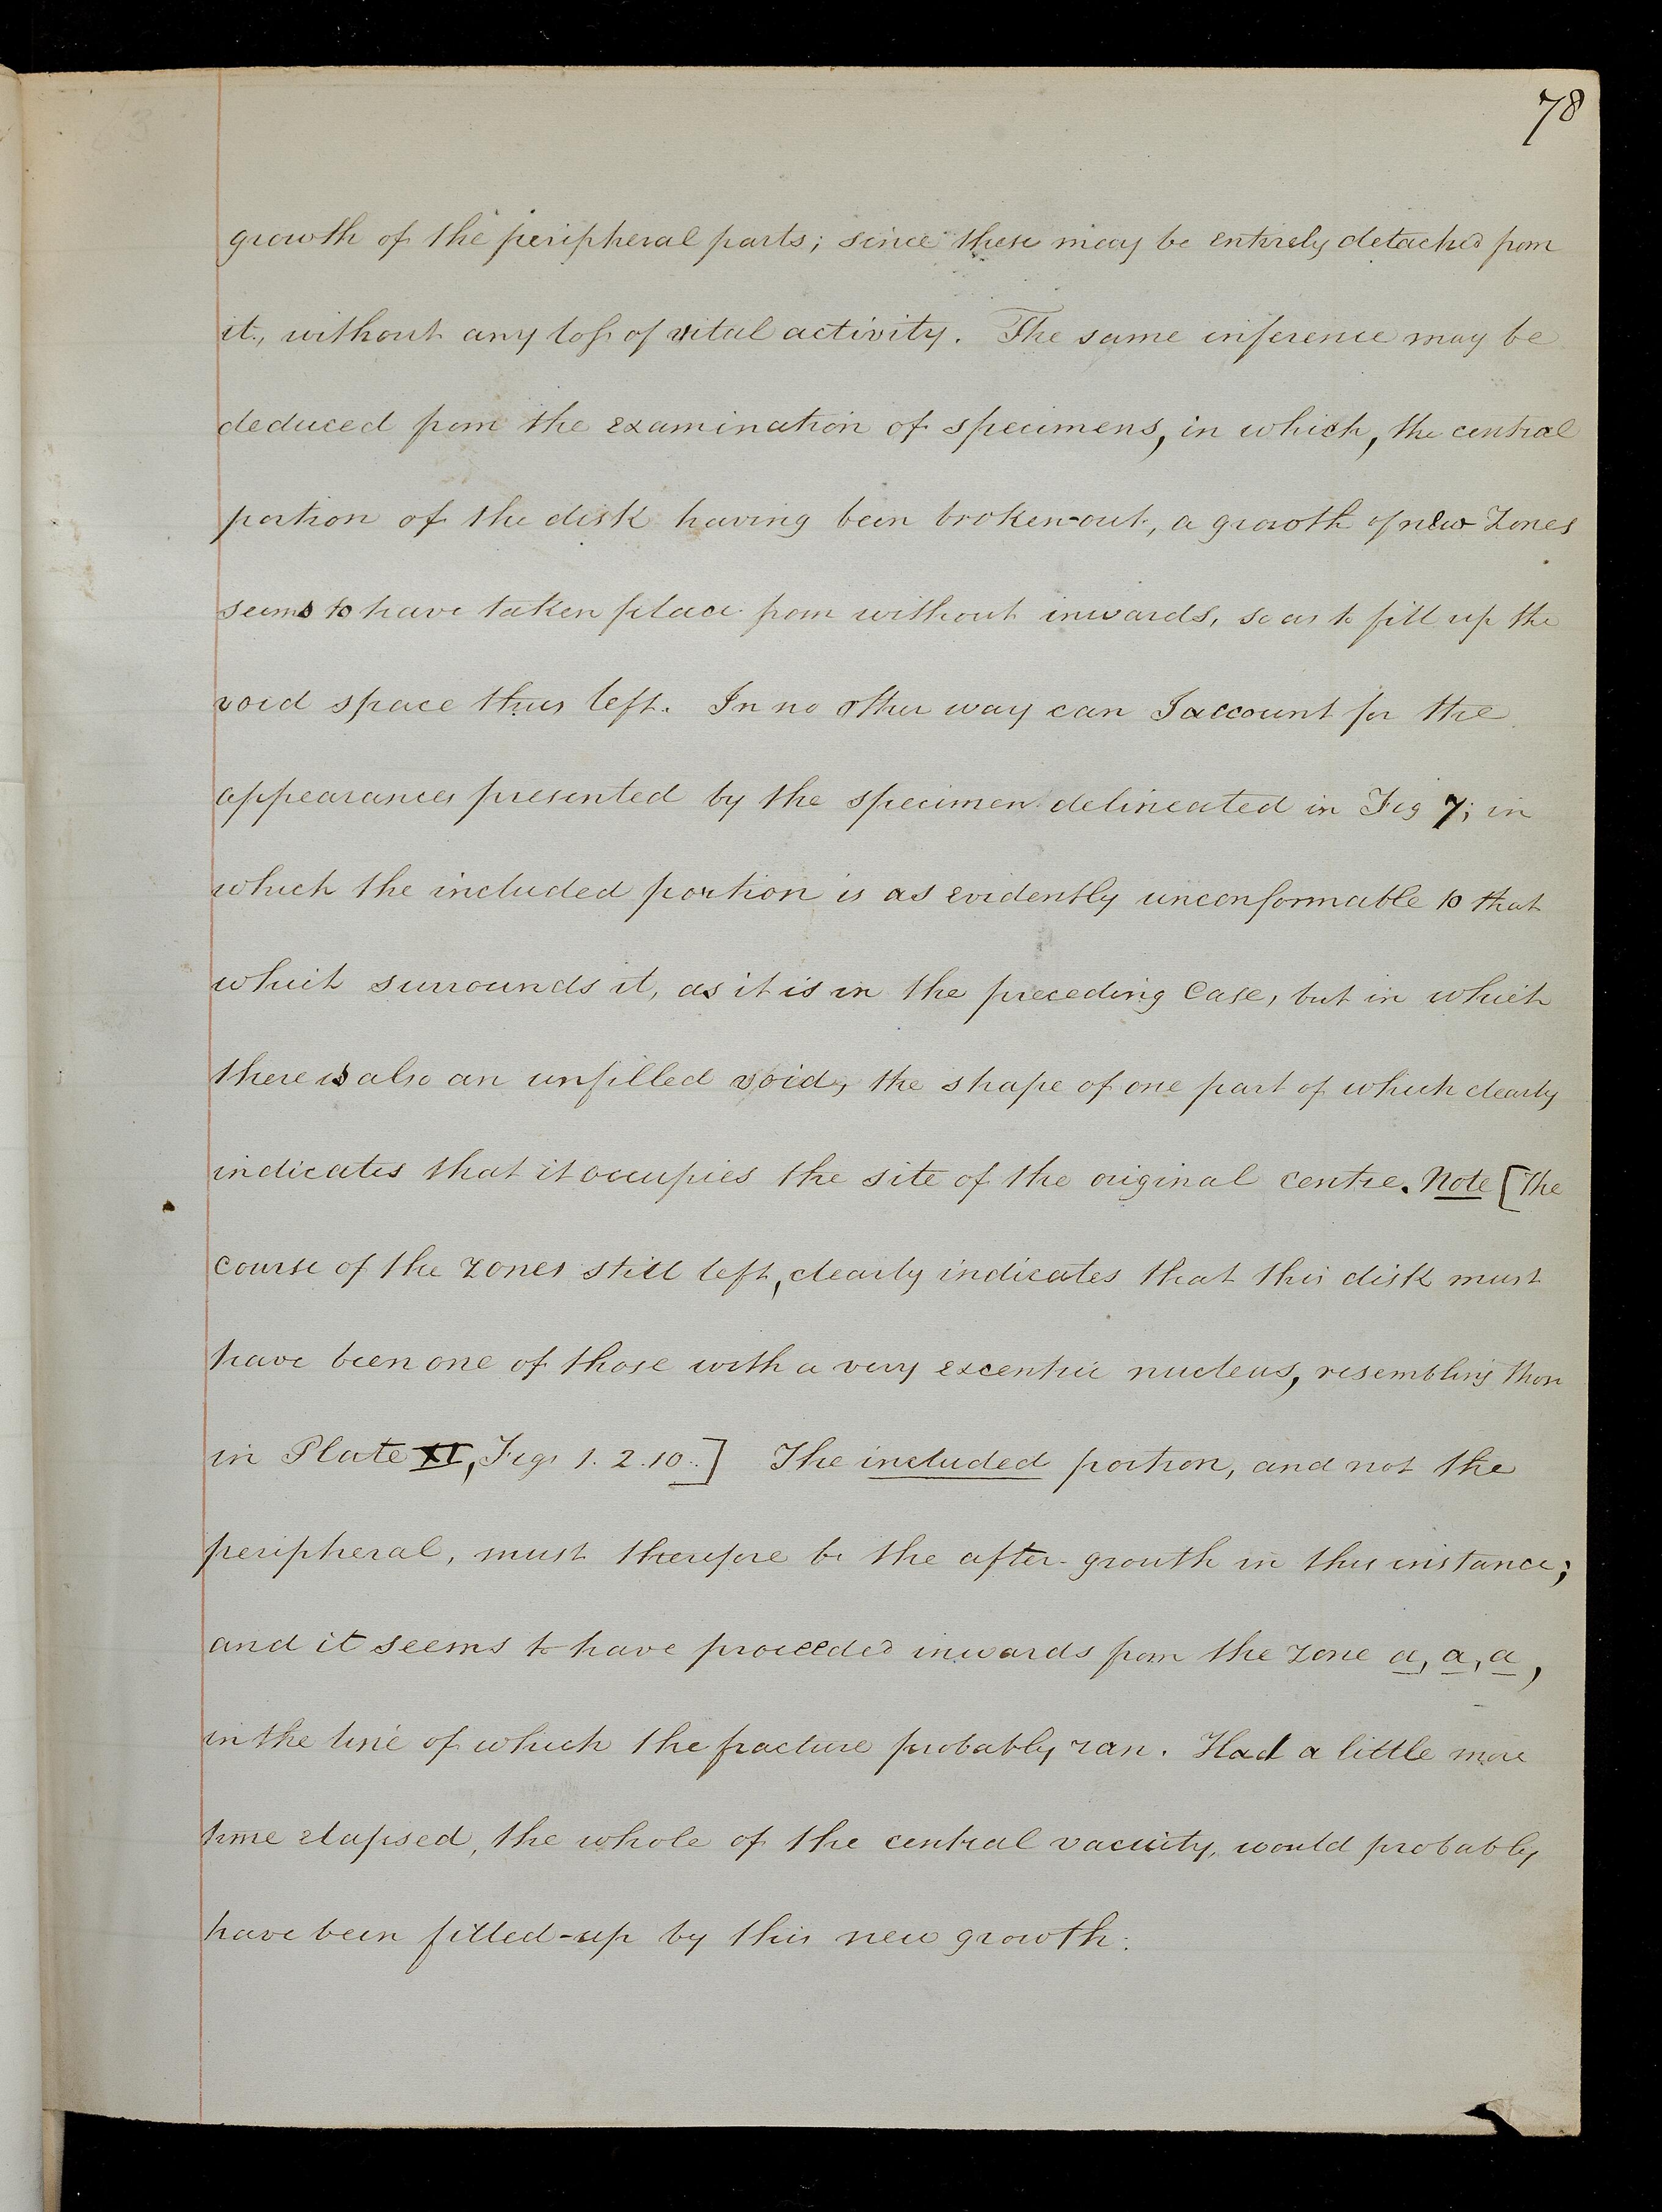 78
growth of the peripheral parts; since these may be entirely detached from
it, without any loss of vital activity. The same inference may be
deduced from the examination of specimens, in which, the central
portion of the disk having been broken-out, a growth of new zones
seems to have taken place from without inwards, so as to fill up the
void space thus left. In no other way can I account for the
appearances presented by the specimen delineated in Fig 7; in
which the included portion is as evidently unconformable to that
which surrounds it, as it is in the preceding case, but in which
there is also an unfilled void, the shape of one part of which clearly
indicates that it occupies the site of the original centre. Note [The
course of the zones still left, clearly indicates that this disk must
have been one of those with a very excentric nucleus, resembling those
in Plate XI, Figs 1. 2. 10.] The included portion, and not the
peripheral, must therefore be the after-growth in this instance;
and it seems to have proceeded inwards from the zone a, a, a,
in the line of which the fracture probably ran. Had a little more
time elapsed, the whole of the central vacuity, would probably
have been filled-up by this new growth.